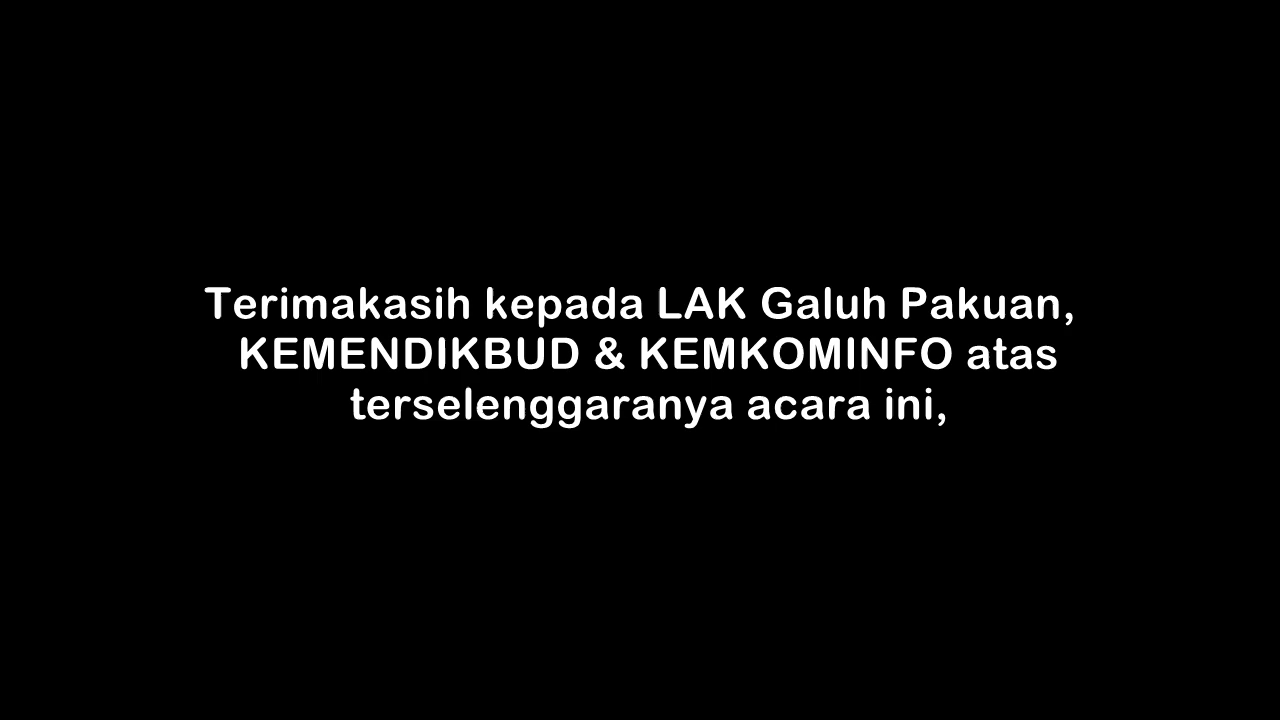 Terimakasih kepada LAK Galuh Pakuan,
KEMENDIKBUD & KEMKOMINFO atas
terselenggaranya acara ini,